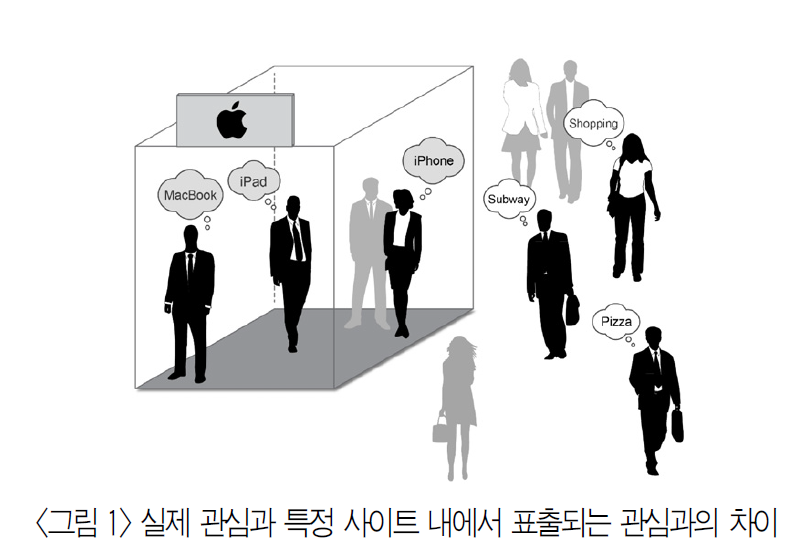 MacBook
iPad
iPhone
Shopping
Subway
Pizza
<그림 1> 실제 관심과 특정 사이트 내에서 표출되는 관심과의 차이